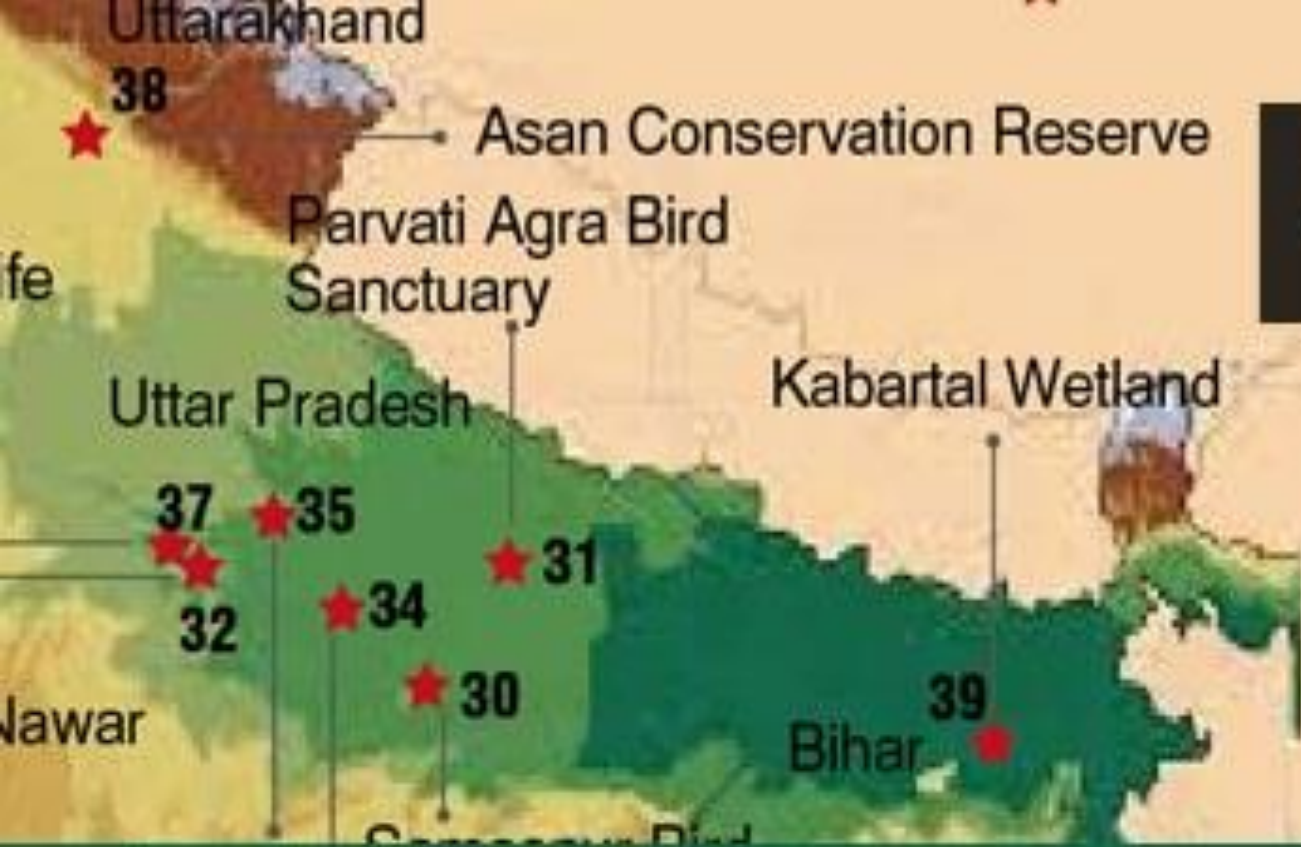 Uttarakhand
38
Asan Conservation Reserve
Parvati Agra Bird
Sanctuary
ife
Kabartal Wetland
Uttar Pradesh
37
35
31
34
32
30
39
Nawar
Bihar
Bird